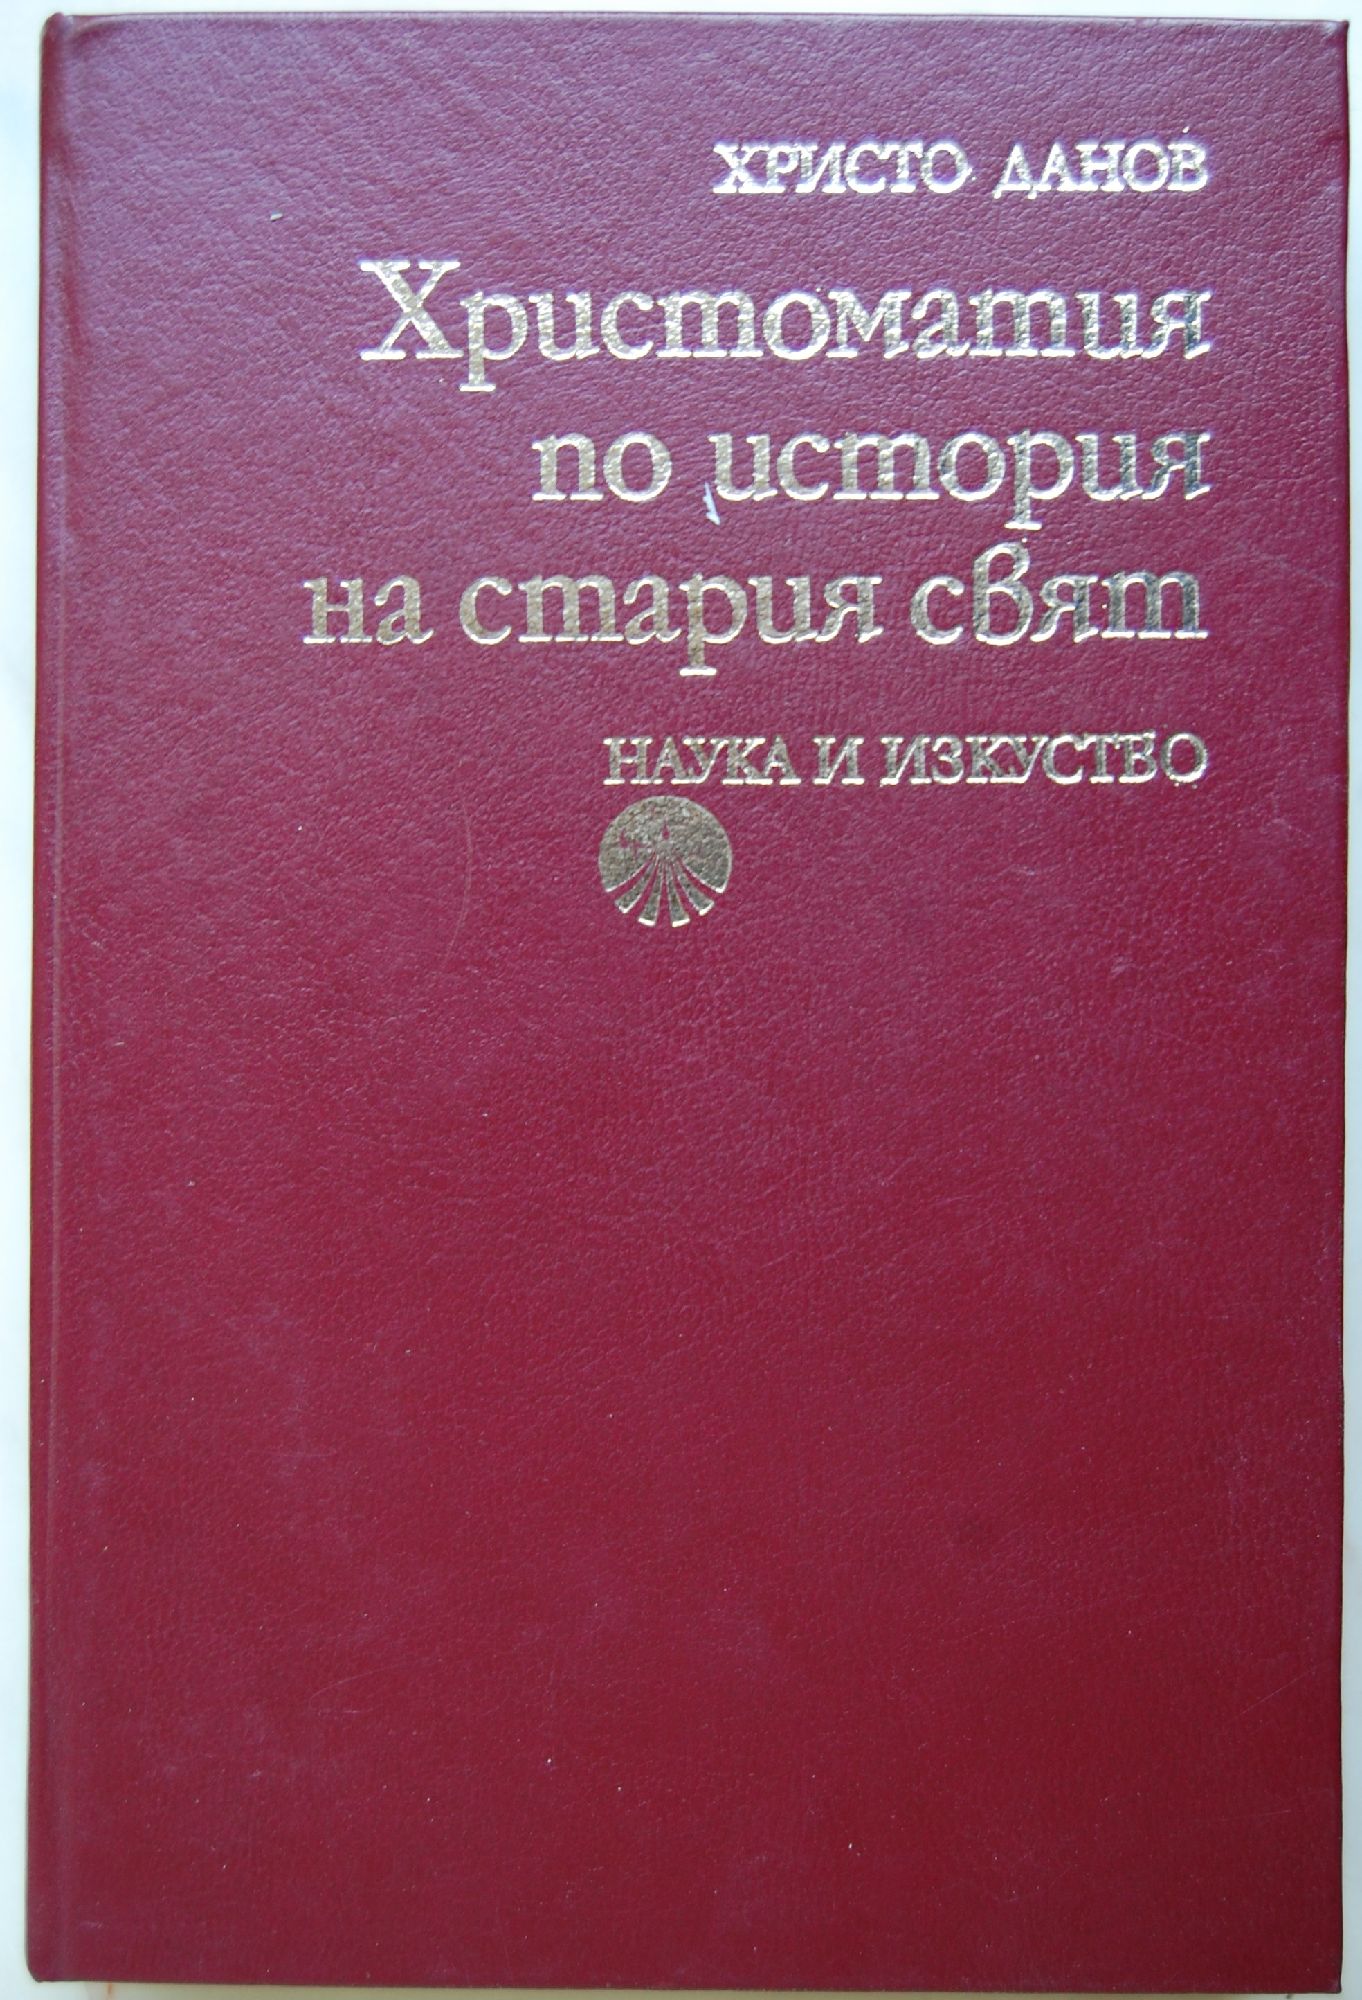 ХРИСТО ДАНОВ
Христоматия
по история
на стария свят
НАУКА И ИЗКУСТВО